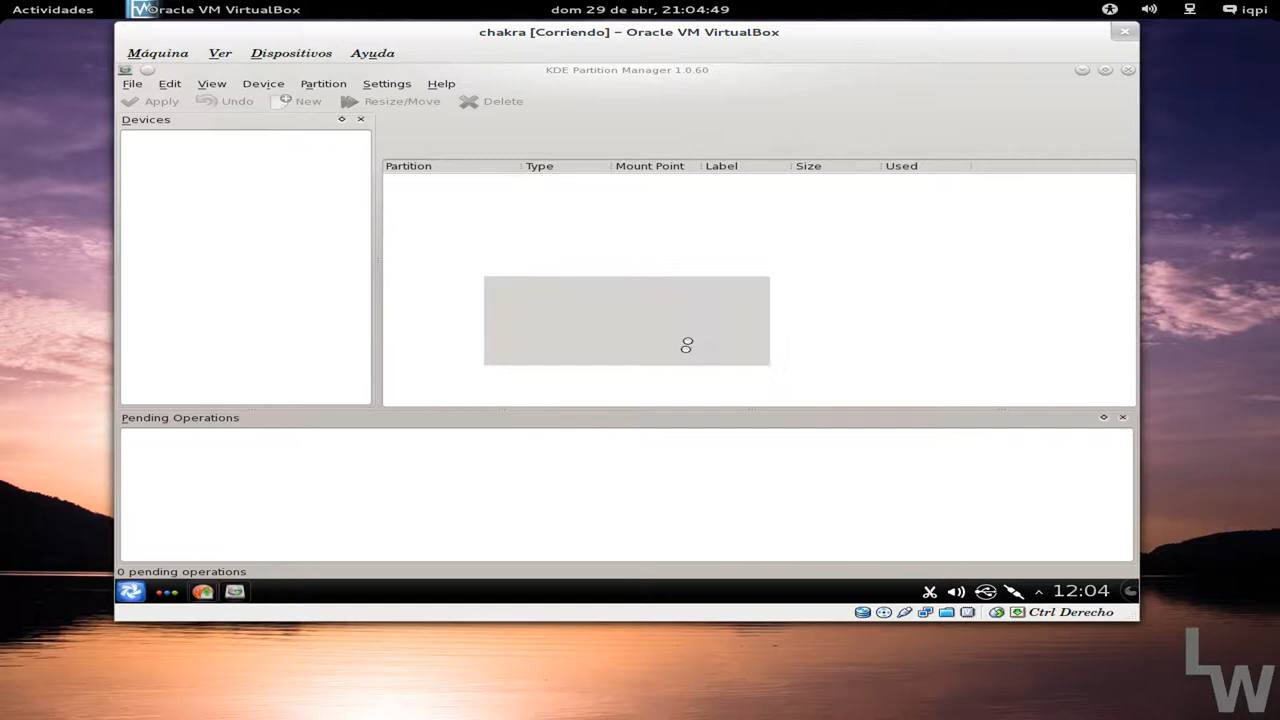 Actividades Oracle VM VirtualBox dom 29 de abr, 21:04:49 iqpi
chakra [Corriendo] – Oracle VM VirtualBox
Máquina Ver Dispositivos Ayuda
KDE Partition Manager 1.0.60
File Edit View Device Partition Settings Help
Apply Undo New Resize/Move Delete
Devices
Partition Type Mount Point Label Size Used
Pending Operations
0 pending operations
12:04
Ctrl Derecho
LW